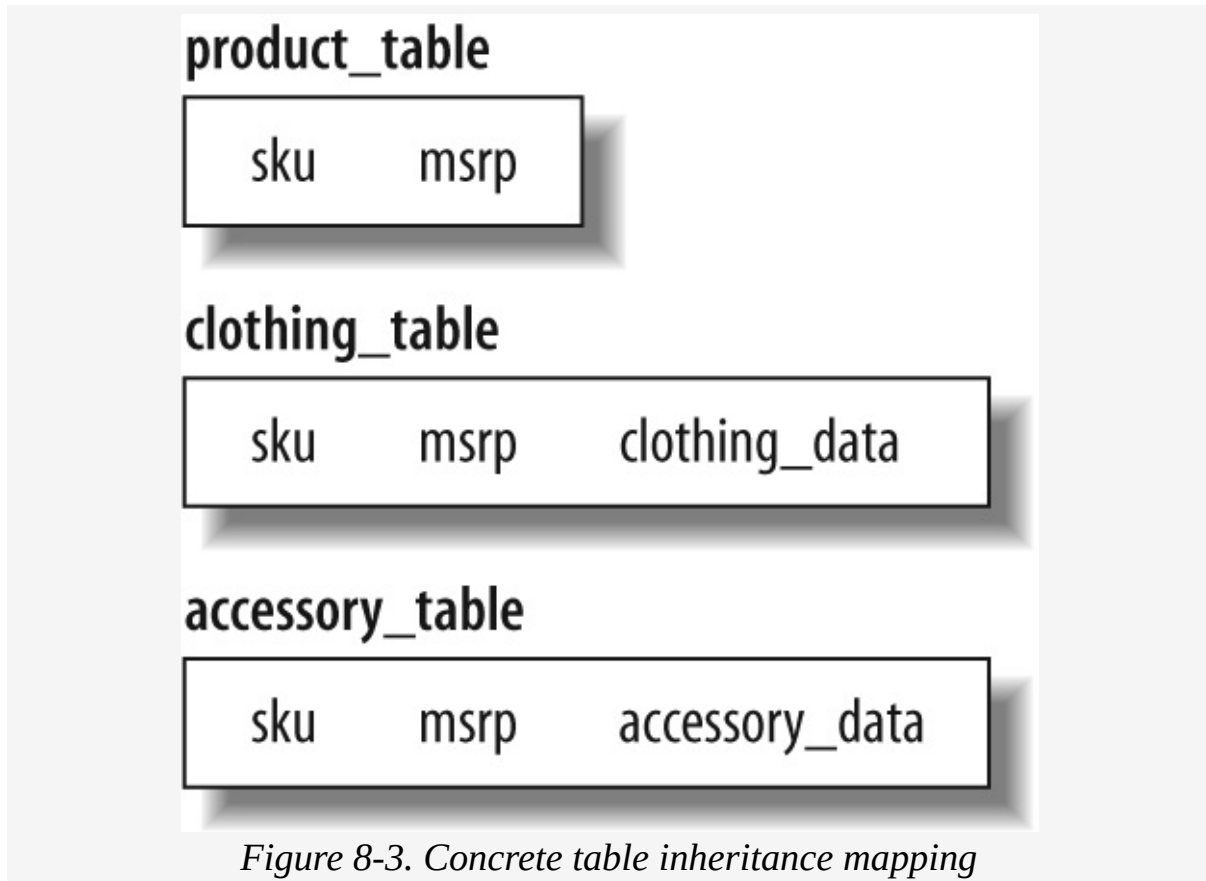 product_table
sku msrp
clothing_table
sku msrp clothing_data
accessory_table
sku msrp accessory_data
Figure 8-3. Concrete table inheritance mapping